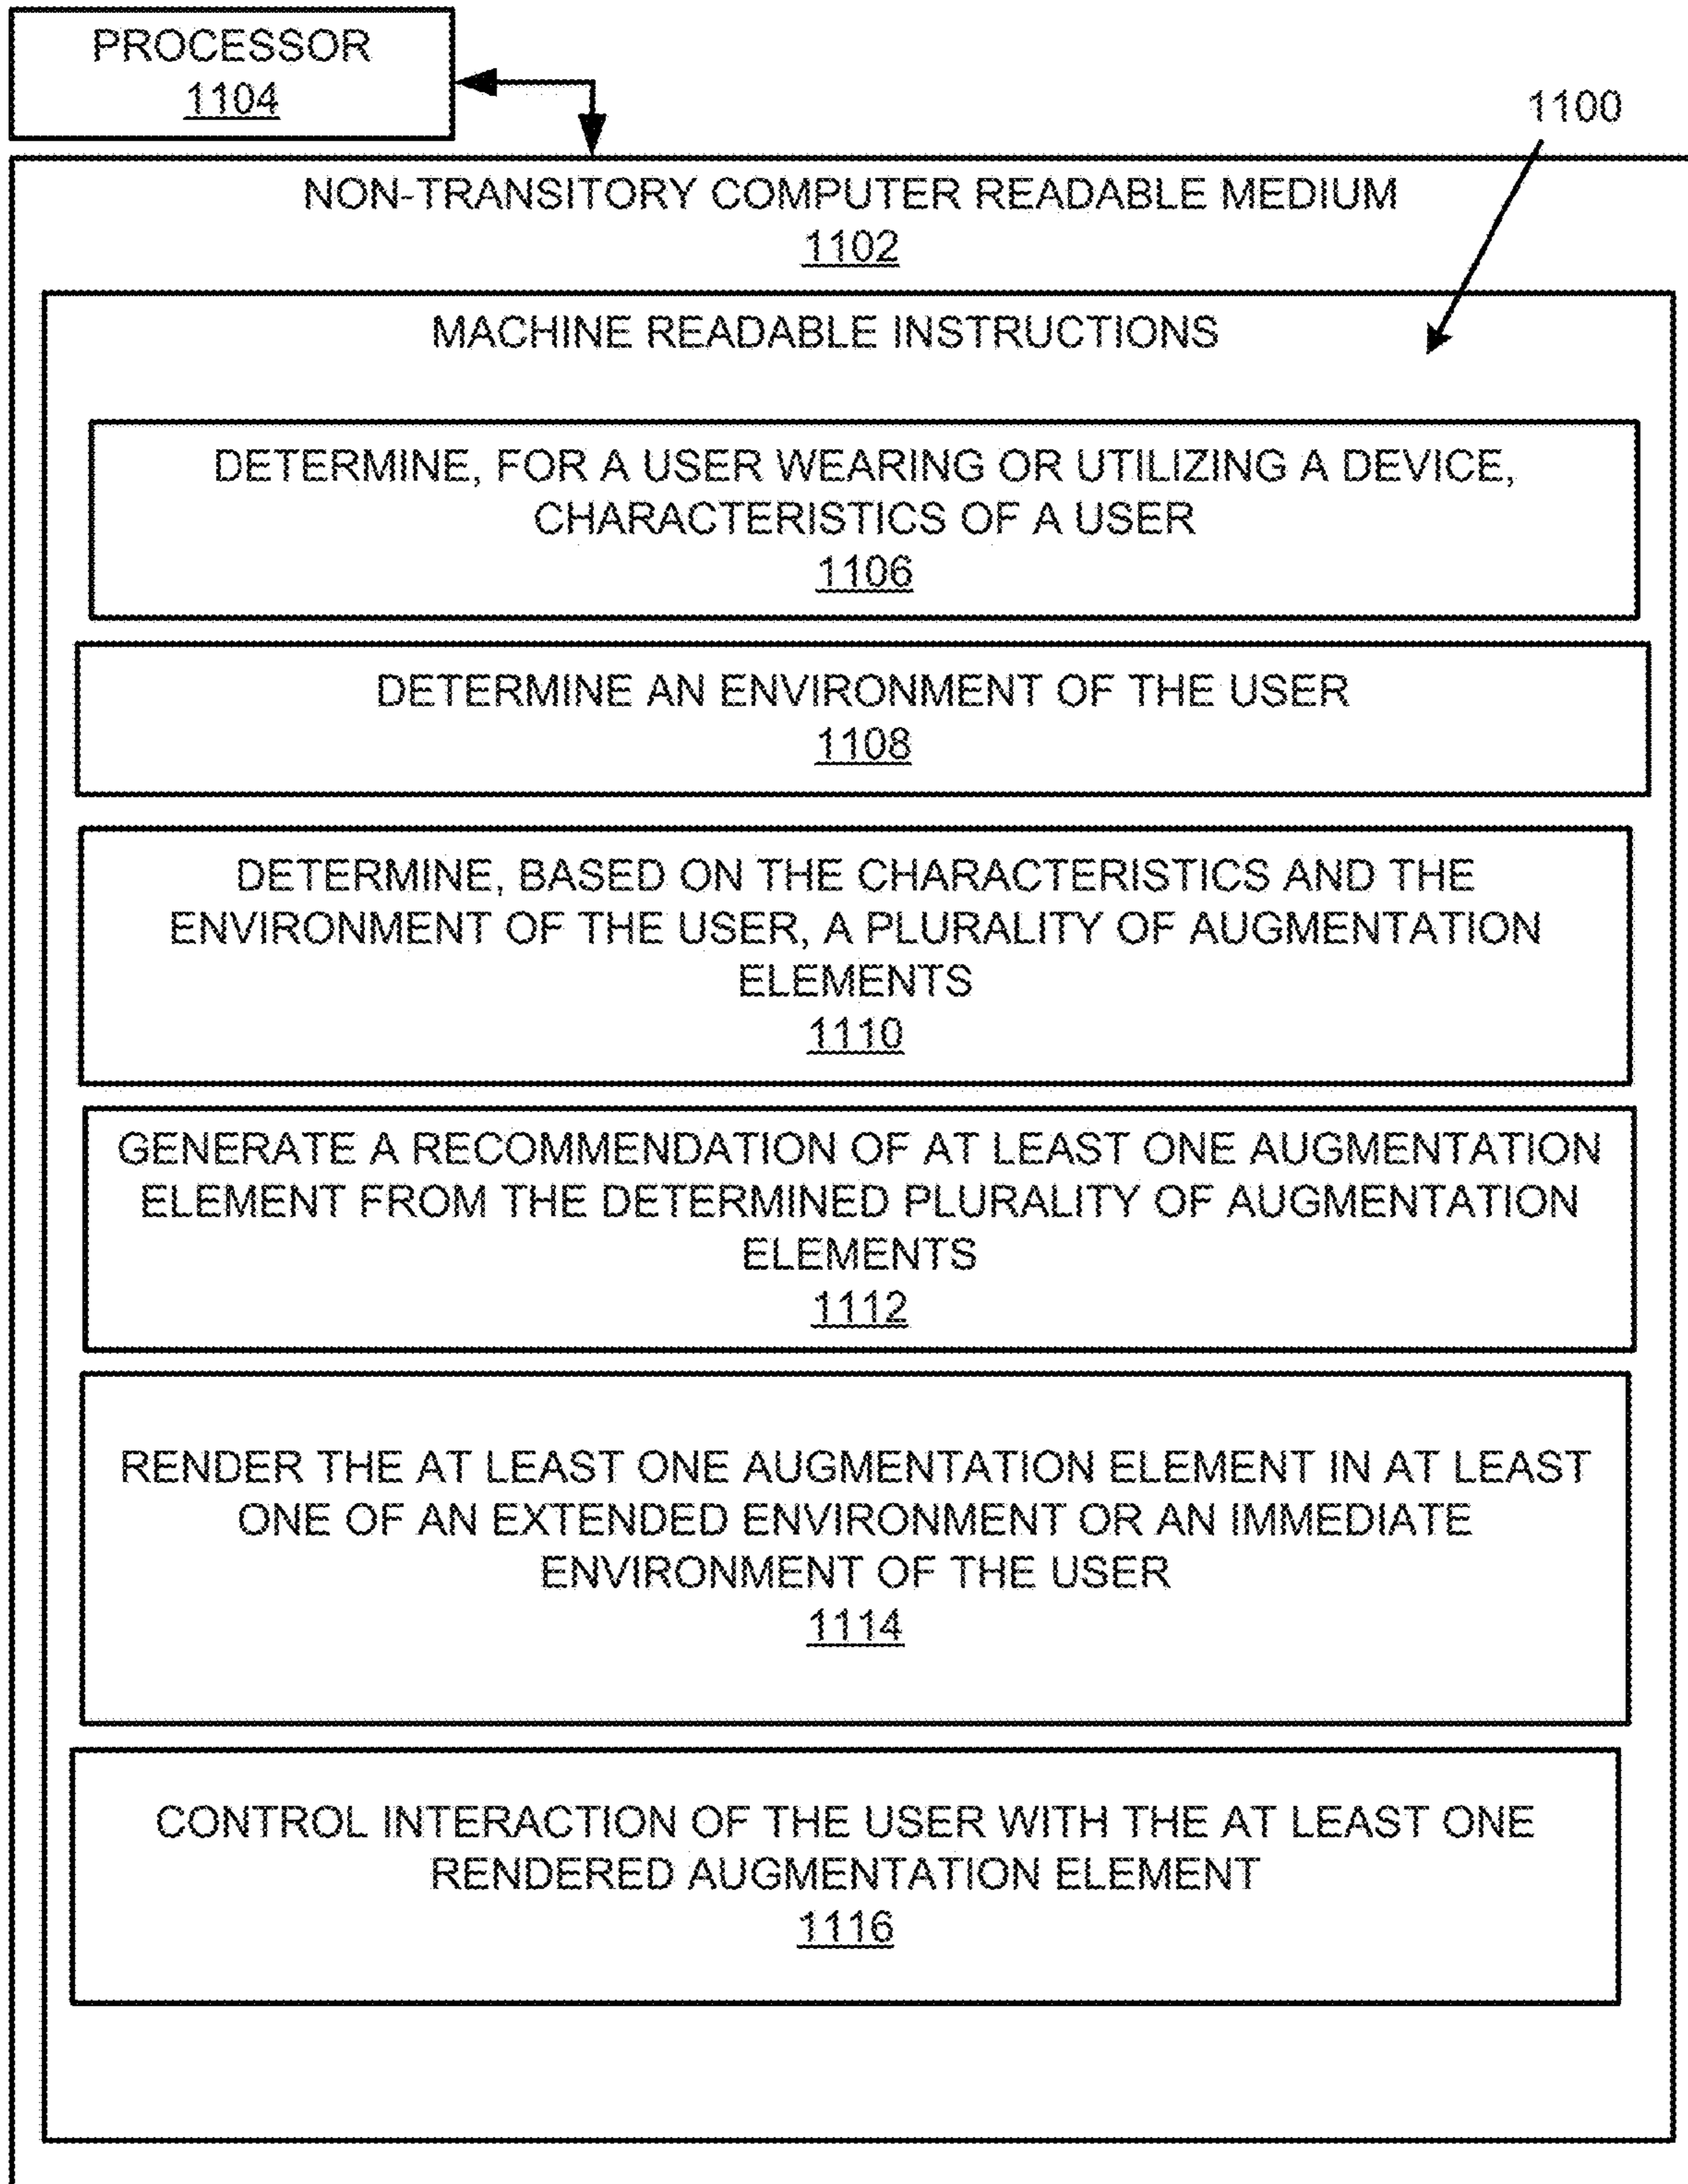 PROCESSOR
1104
1100
NON-TRANSITORY COMPUTER READABLE MEDIUM
1102
MACHINE READABLE INSTRUCTIONS
DETERMINE, FOR A USER WEARING OR UTILIZING A DEVICE,
CHARACTERISTICS OF A USER
1106
DETERMINE AN ENVIRONMENT OF THE USER
1108
DETERMINE, BASED ON THE CHARACTERISTICS AND THE
ENVIRONMENT OF THE USER, A PLURALITY OF AUGMENTATION
ELEMENTS
1110
GENERATE A RECOMMENDATION OF AT LEAST ONE AUGMENTATION
ELEMENT FROM THE DETERMINED PLURALITY OF AUGMENTATION
ELEMENTS
1112
RENDER THE AT LEAST ONE AUGMENTATION ELEMENT IN AT LEAST
ONE OF AN EXTENDED ENVIRONMENT OR AN IMMEDIATE
ENVIRONMENT OF THE USER
1114
CONTROL INTERACTION OF THE USER WITH THE AT LEAST ONE
RENDERED AUGMENTATION ELEMENT
1116